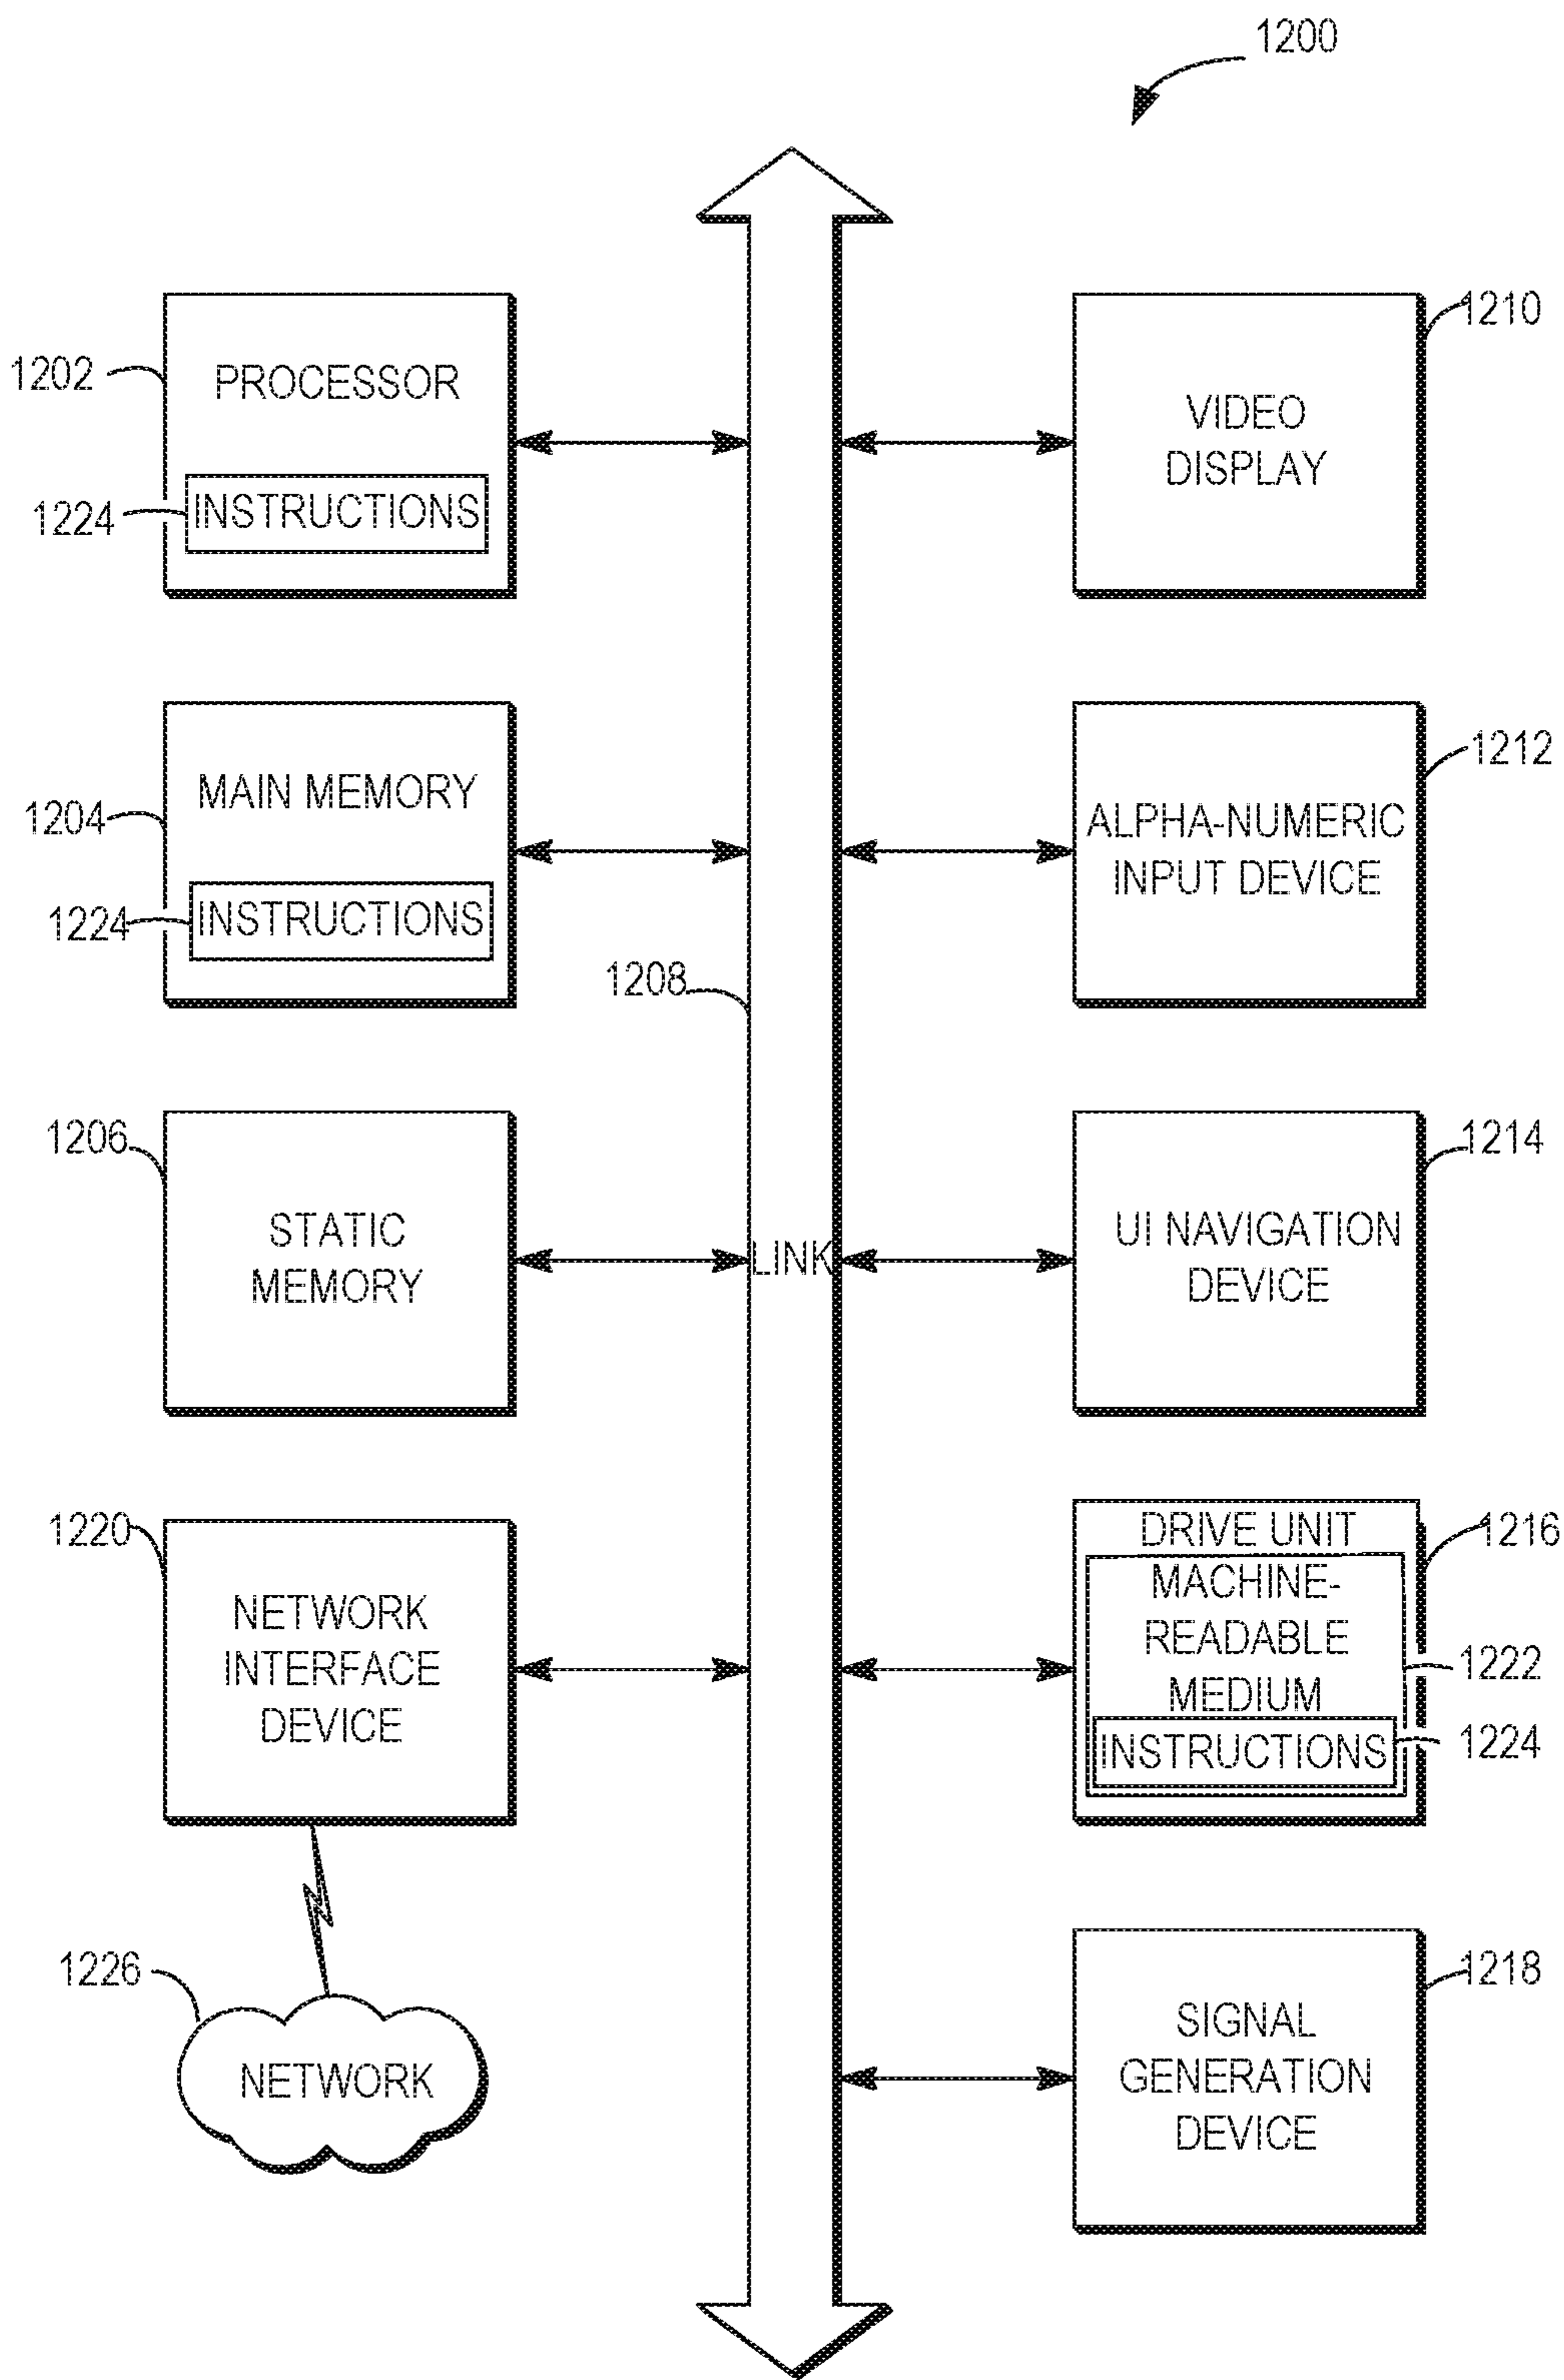 1200
1202
PROCESSOR
1224
INSTRUCTIONS
1210
VIDEO
DISPLAY
1204
MAIN MEMORY
1224
INSTRUCTIONS
1212
ALPHA-NUMERIC
INPUT DEVICE
1208
1206
STATIC
MEMORY
LINK
1214
UI NAVIGATION
DEVICE
1220
NETWORK
INTERFACE
DEVICE
1216
DRIVE UNIT
MACHINE-
READABLE
MEDIUM
1222
INSTRUCTIONS
1224
1226
NETWORK
1218
SIGNAL
GENERATION
DEVICE